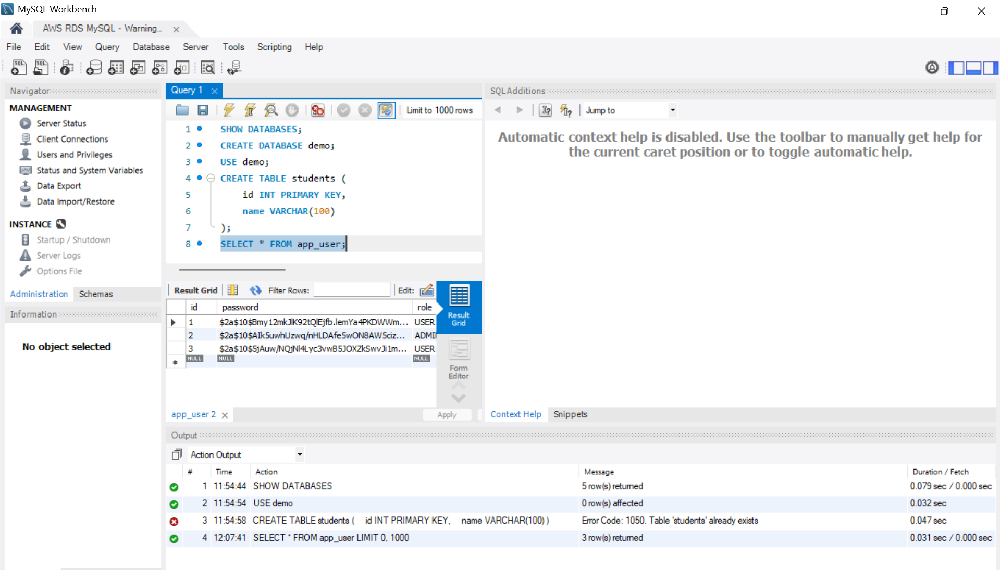 MySQL Workbench
AWS RDS MySQL - Warning...
File Edit View Query Database Server Tools Scripting Help
Navigator
MANAGEMENT
Server Status
Client Connections
Users and Privileges
Status and System Variables
Data Export
Data Import/Restore
INSTANCE
Startup / Shutdown
Server Logs
Options File
Administration Schemas
Information
No object selected
Query 1
Limit to 1000 rows
1 SHOW DATABASES;
2 CREATE DATABASE demo;
3 USE demo;
4 CREATE TABLE students (
5 id INT PRIMARY KEY,
6 name VARCHAR(100)
7 );
8 SELECT * FROM app_user;
Result Grid Filter Rows: Edit:
id password role
1 $2a$10$Bmy12mkJlK92tQlEjfb.lemYa4PKDWWm... USER
2 $2a$10$AIk5uwhUzwq/nHLDAfe5wON8AW5ciz... ADMI
3 $2a$10$5jAuw/NQjNl4Lyc3vwB5JOXZkSwvJi1m... USER
NULL NULL NULL
Result
Grid
Form
Editor
app_user 2 Apply
SQLAdditions
Jump to
Automatic context help is disabled. Use the toolbar to manually get help for
the current caret position or to toggle automatic help.
Context Help Snippets
Output
Action Output
# Time Action Message Duration / Fetch
1 11:54:44 SHOW DATABASES 5 row(s) returned 0.079 sec / 0.000 sec
2 11:54:54 USE demo 0 row(s) affected 0.032 sec
3 11:54:58 CREATE TABLE students ( id INT PRIMARY KEY, name VARCHAR(100) ) Error Code: 1050. Table 'students' already exists 0.047 sec
4 12:07:41 SELECT * FROM app_user LIMIT 0, 1000 3 row(s) returned 0.031 sec / 0.000 sec